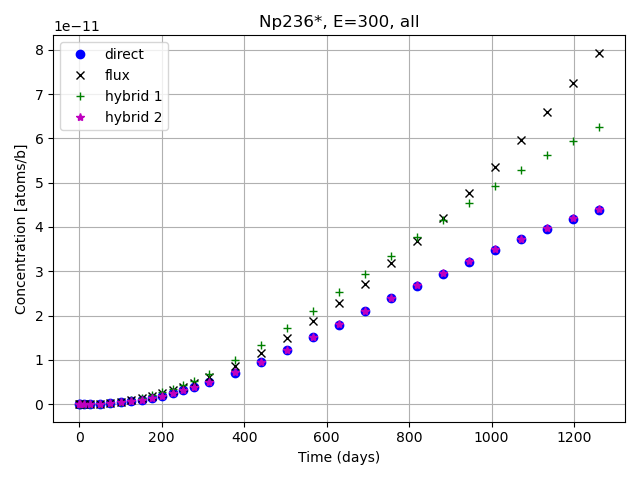 Np236*, E=300, all
1e−11
direct
flux
hybrid 1
hybrid 2
8
7
6
5
4
3
2
1
0
Concentration [atoms/b]
0 200 400 600 800 1000 1200
Time (days)